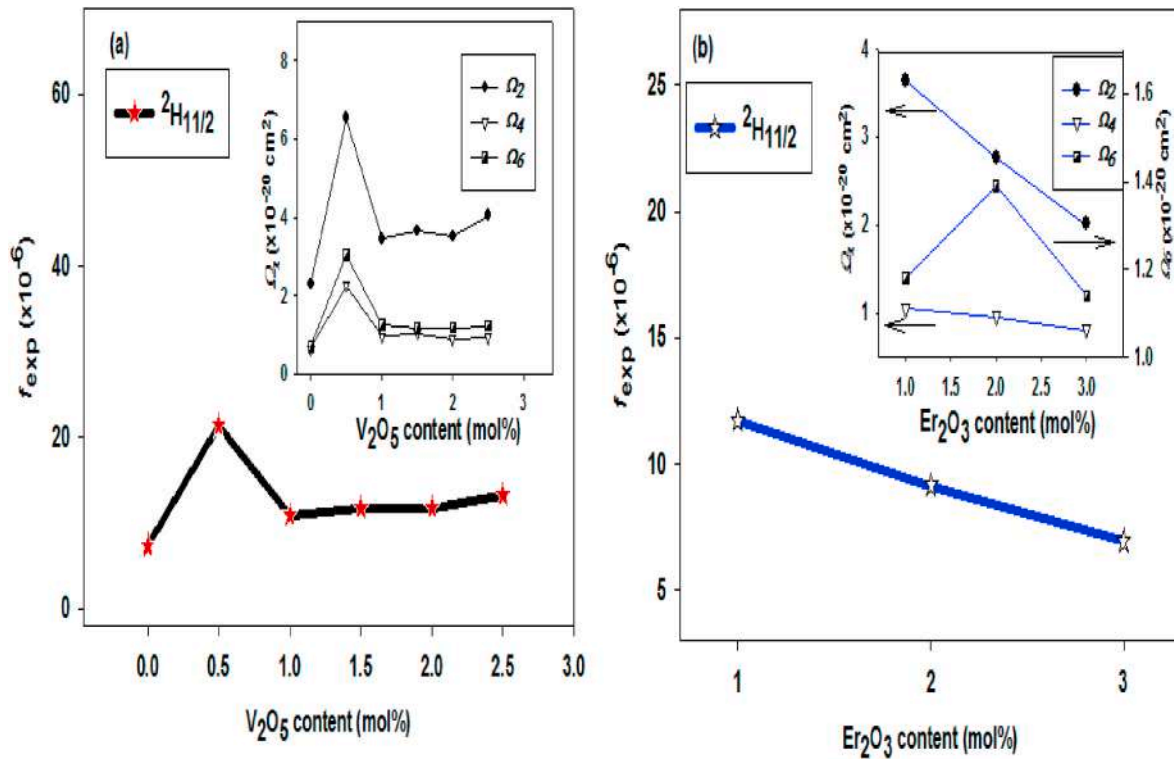 (a)
²H₁₁/₂
fexp (x10⁻⁶)
60
40
20
0
0.0 0.5 1.0 1.5 2.0 2.5 3.0
V₂O₅ content (mol%)
Ω₂
Ω₄
Ω₆
(x10⁻²⁰ cm²)
8
6
4
2
0
0 1 2 3
V₂O₅ content (mol%)
(b)
²H₁₁/₂
fexp (x10⁻⁶)
25
20
15
10
5
1 2 3
Er₂O₃ content (mol%)
Ω₂
Ω₄
Ω₆
(x10⁻²⁰ cm²)
4
3
2
1
1.0 1.5 2.0 2.5 3.0
Er₂O₃ content (mol%)
1.6
1.4
1.2
1.0
Ω₆ (x10⁻²⁰ cm²)